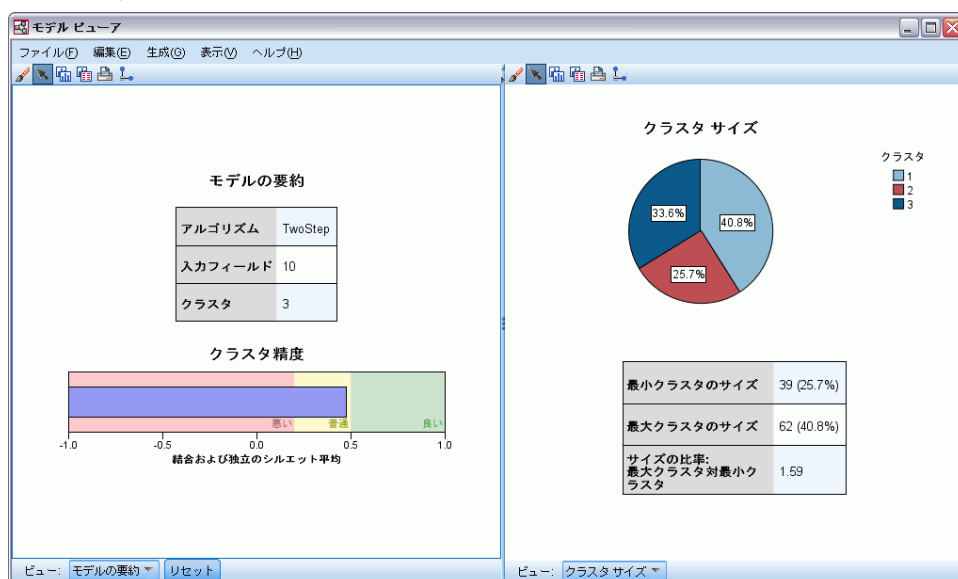 モデル ビューア
ファイル(F) 編集(E) 生成(G) 表示(V) ヘルプ(H)
モデルの要約
アルゴリズム TwoStep
入力フィールド 10
クラスタ 3
クラスタ精度
悪い 普通 良い
-1.0 -0.5 0.0 0.5 1.0
結合および独立のシルエット平均
ビュー: モデルの要約 リセット
クラスタ サイズ
クラスタ
1
2
3
33.6%
40.8%
25.7%
最小クラスタのサイズ 39 (25.7%)
最大クラスタのサイズ 62 (40.8%)
サイズの比率:
最大クラスタ対最小ク
ラスタ
1.59
ビュー: クラスタ サイズ